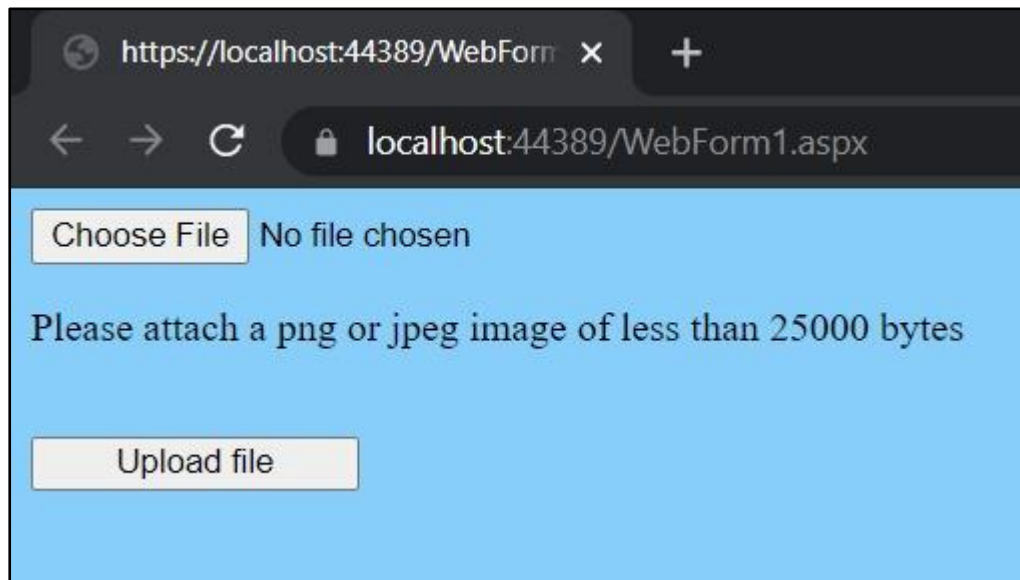 https://localhost:44389/WebForm
localhost:44389/WebForm1.aspx
Choose File No file chosen
Please attach a png or jpeg image of less than 25000 bytes
Upload file